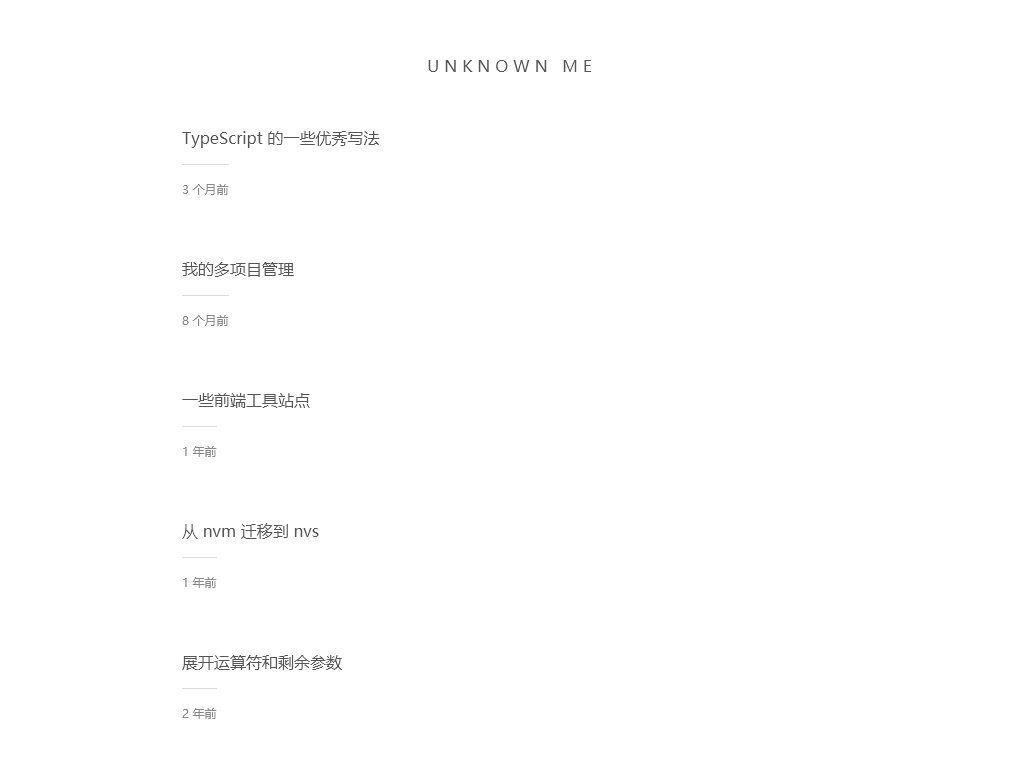 UNKNOWN ME
TypeScript 的一些优秀写法
3 个月前
我的多项目管理
8 个月前
一些前端工具站点
1 年前
从 nvm 迁移到 nvs
1 年前
展开运算符和剩余参数
2 年前